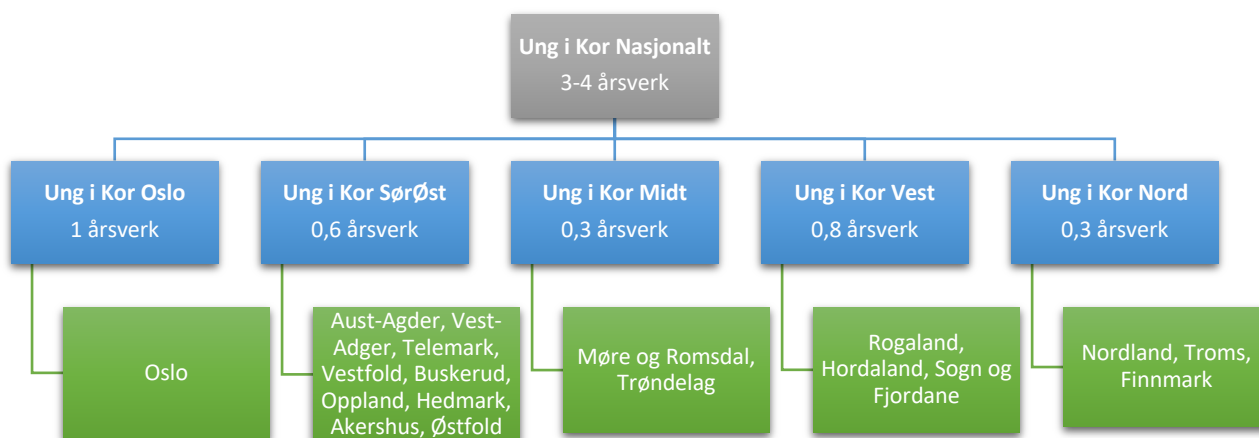 Ung i Kor Nasjonalt
3-4 årsverk
Ung i Kor Oslo
1 årsverk
Ung i Kor SørØst
0,6 årsverk
Ung i Kor Midt
0,3 årsverk
Ung i Kor Vest
0,8 årsverk
Ung i Kor Nord
0,3 årsverk
Oslo
Aust-Agder, Vest-
Adger, Telemark,
Vestfold, Buskerud,
Oppland, Hedmark,
Akershus, Østfold
Møre og Romsdal,
Trøndelag
Rogaland,
Hordaland, Sogn og
Fjordane
Nordland, Troms,
Finnmark